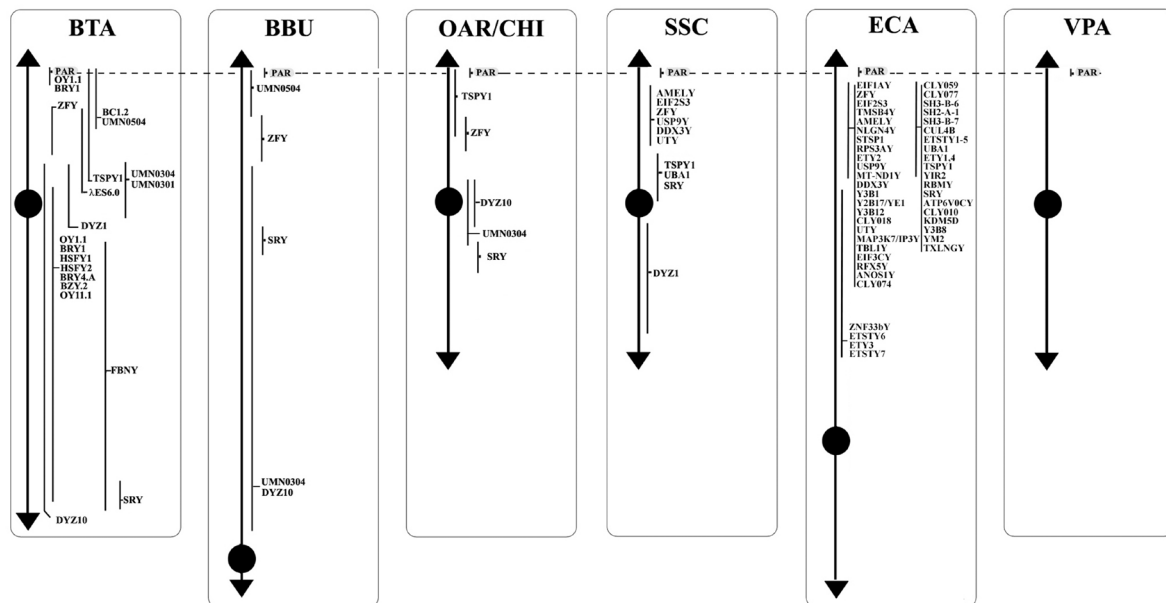 BTA
PAR
OY1.1
BRY1
ZFY
BC1.2
UMN0504
TSPY1
λES6.0
UMN0304
UMN0301
DYZ1
OY1.1
BRY1
HSFY1
HSFY2
BRY4.A
BZY.2
OY11.1
FBNY
SRY
DYZ10
BBU
PAR
UMN0504
ZFY
SRY
UMN0304
DYZ10
OAR/CHI
PAR
TSPY1
ZFY
DYZ10
UMN0304
SRY
SSC
PAR
AMELY
EIF2S3
ZFY
USP9Y
DDX3Y
UTY
TSPY1
UBA1
SRY
DYZ1
ECA
PAR
EIF1AY
ZFY
EIF2S3
TMSB4Y
AMELY
NLGN4Y
STSP1
RPS3AY
ETY2
USP9Y
MT-ND1Y
DDX3Y
Y3B1
Y2B17/YE1
Y3B12
CLY018
UTY
MAP3K7/IP3Y
TBL1Y
EIF3CY
RFX5Y
ANOS1Y
CLY074
CLY059
CLY077
SH3-B-6
SH2-A-1
SH3-B-7
CUL4B
ETSTY1-5
UBA1
ETY1,4
TSPY1
YIR2
RBMY
SRY
ATP6V0CY
CLY010
KDM5D
Y3B8
YM2
TXLNGY
ZNF33bY
ETSTY6
ETY3
ETSTY7
VPA
PAR